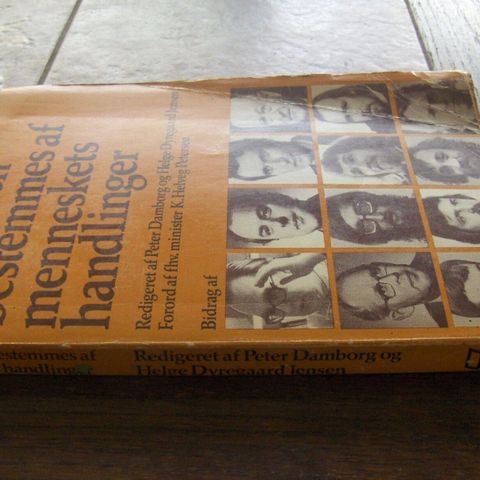 bestemmes af
menneskets
handlinger
Redigeret af Peter Damborg og Helge Dyregaard Jensen
Forord af fhv. minister K. Helveg Petersen
Bidrag af
estemmes af
handlinger
Redigeret af Peter Damborg og
Helge Dyregaard Jensen